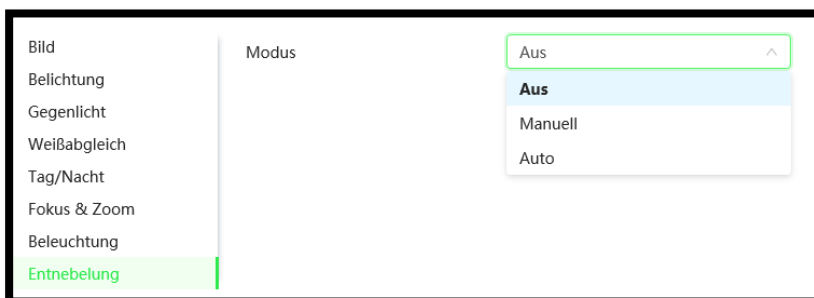 Bild
Belichtung
Gegenlicht
Weißabgleich
Tag/Nacht
Fokus & Zoom
Beleuchtung
Entnebelung
Modus
Aus
Aus
Manuell
Auto